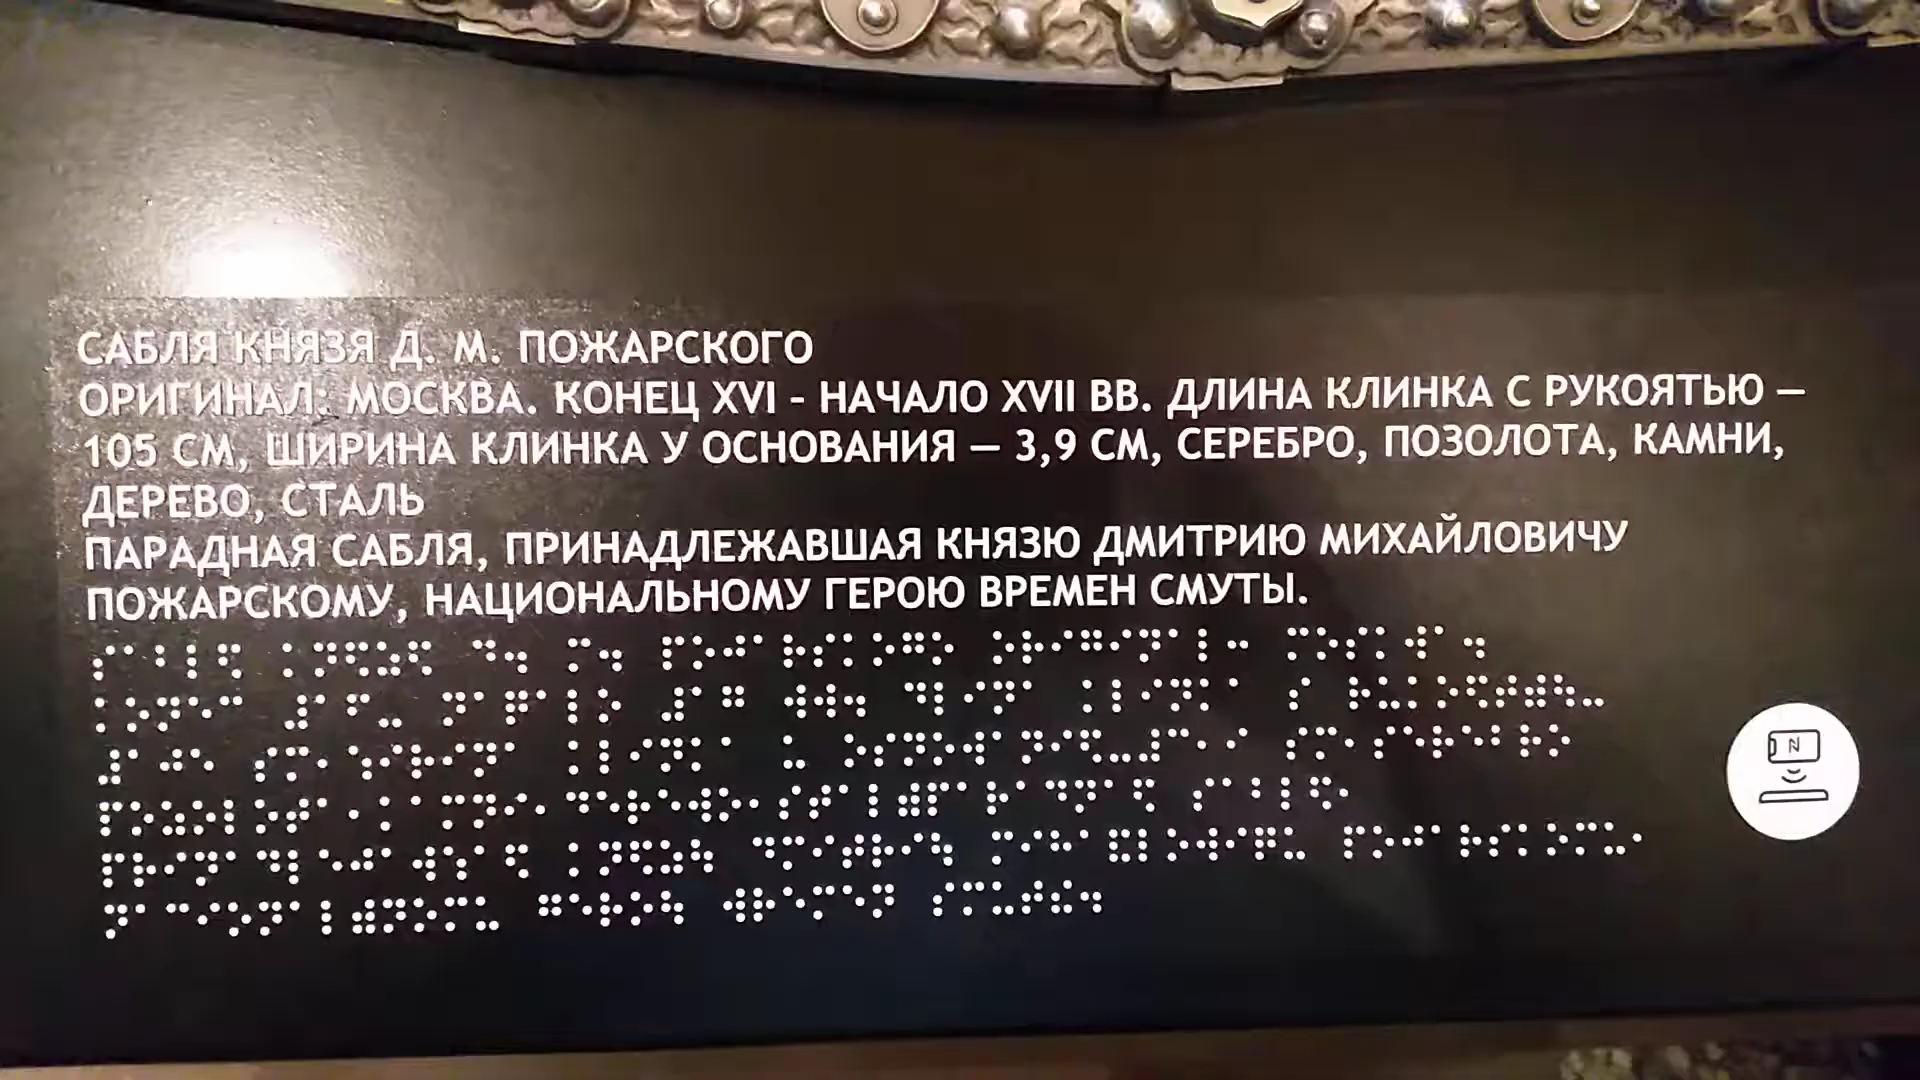 САБЛЯ КНЯЗЯ Д. М. ПОЖАРСКОГО
ОРИГИНАЛ: МОСКВА. КОНЕЦ XVI - НАЧАЛО XVII ВВ. ДЛИНА КЛИНКА С РУКОЯТЬЮ —
105 СМ, ШИРИНА КЛИНКА У ОСНОВАНИЯ — 3,9 СМ, СЕРЕБРО, ПОЗОЛОТА, КАМНИ,
ДЕРЕВО, СТАЛЬ
ПАРАДНАЯ САБЛЯ, ПРИНАДЛЕЖАВШАЯ КНЯЗЮ ДМИТРИЮ МИХАЙЛОВИЧУ
ПОЖАРСКОМУ, НАЦИОНАЛЬНОМУ ГЕРОЮ ВРЕМЕН СМУТЫ.
N